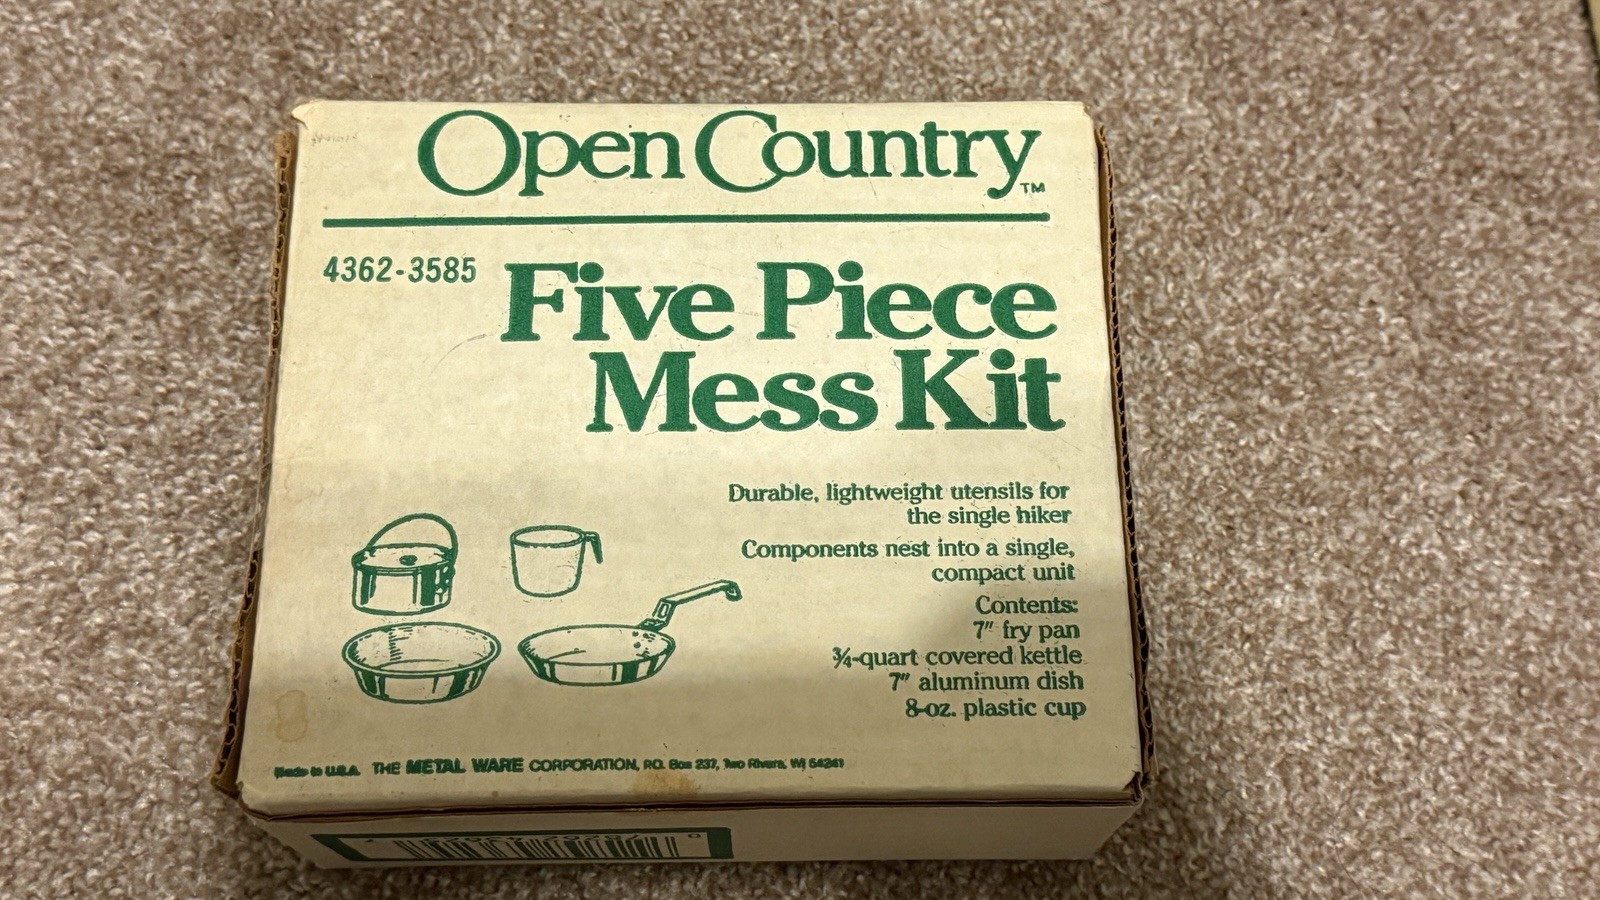 Open Country™
4362-3585
Five Piece
Mess Kit
Durable, lightweight utensils for
the single hiker
Components nest into a single,
compact unit
Contents:
7" fry pan
¾-quart covered kettle
7" aluminum dish
8-oz. plastic cup
Made in U.S.A. THE METAL WARE CORPORATION, P.O. Box 237, Two Rivers, WI 54241